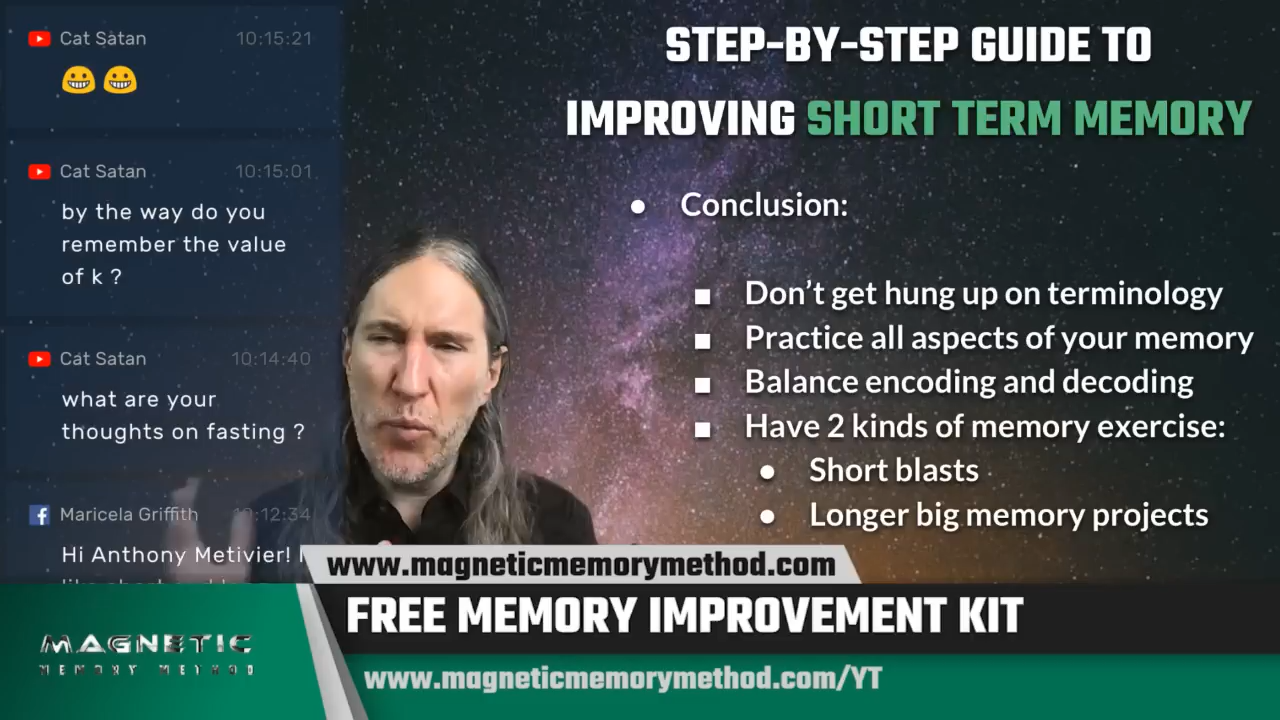 Cat Satan 10:15:21
Cat Satan 10:15:01
by the way do you
remember the value
of k ?
Cat Satan 10:14:40
what are your
thoughts on fasting ?
Maricela Griffith 10:12:34
Hi Anthony Metivier! I
STEP-BY-STEP GUIDE TO
IMPROVING SHORT TERM MEMORY
Conclusion:
Don't get hung up on terminology
Practice all aspects of your memory
Balance encoding and decoding
Have 2 kinds of memory exercise:
Short blasts
Longer big memory projects
www.magneticmemorymethod.com
FREE MEMORY IMPROVEMENT KIT
www.magneticmemorymethod.com/YT
MAGNETIC
MEMORY METHOD